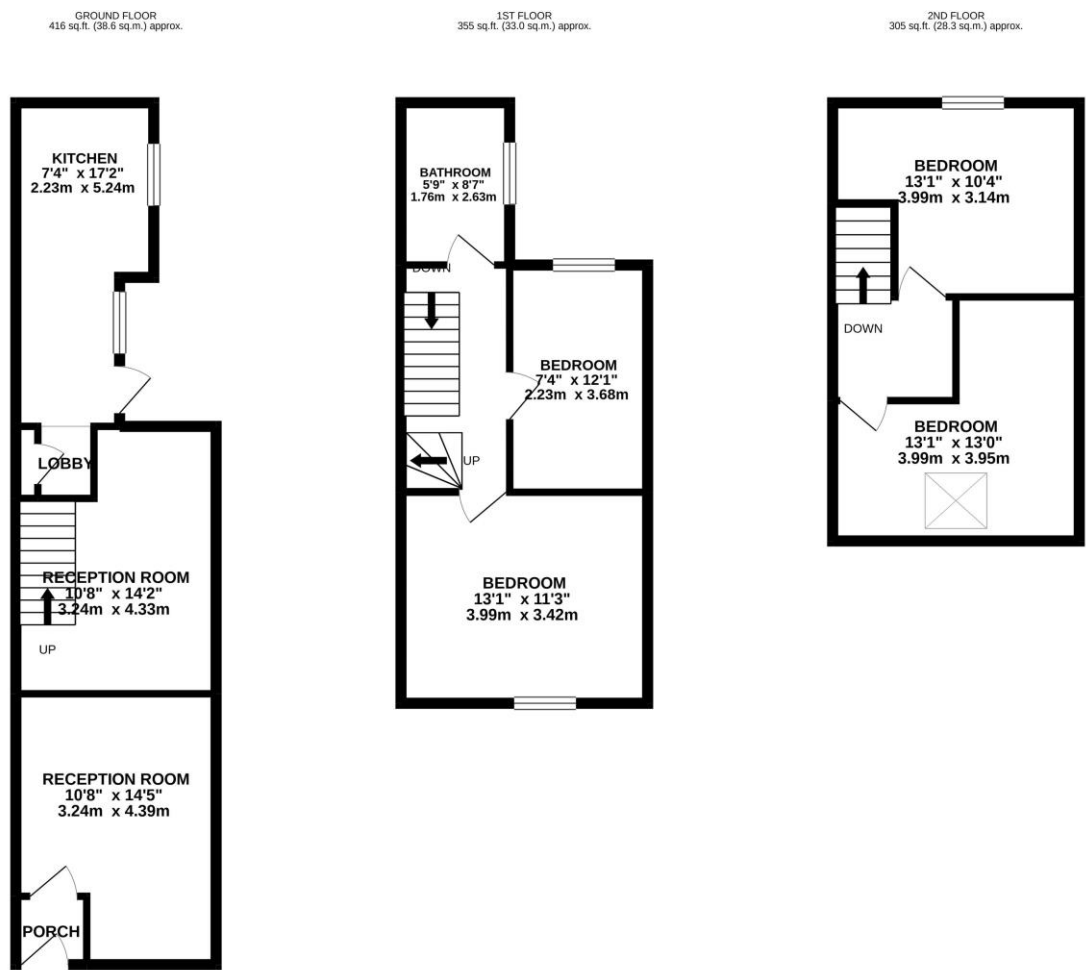 GROUND FLOOR
416 sq.ft. (38.6 sq.m.) approx.
KITCHEN
7'4" x 17'2"
2.23m x 5.24m
LOBBY
RECEPTION ROOM
10'8" x 14'2"
3.24m x 4.33m
UP
RECEPTION ROOM
10'8" x 14'5"
3.24m x 4.39m
PORCH
1ST FLOOR
355 sq.ft. (33.0 sq.m.) approx.
BATHROOM
5'9" x 8'7"
1.76m x 2.63m
DOWN
BEDROOM
7'4" x 12'1"
2.23m x 3.68m
UP
BEDROOM
13'1" x 11'3"
3.99m x 3.42m
2ND FLOOR
305 sq.ft. (28.3 sq.m.) approx.
BEDROOM
13'1" x 10'4"
3.99m x 3.14m
DOWN
BEDROOM
13'1" x 13'0"
3.99m x 3.95m